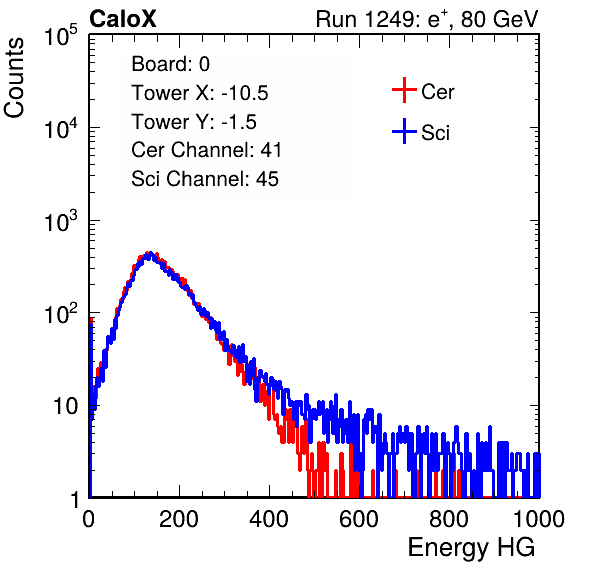 CaloX Run 1249: e⁺, 80 GeV
Counts
Board: 0
Tower X: -10.5
Tower Y: -1.5
Cer Channel: 41
Sci Channel: 45
Cer
Sci
10⁵
10⁴
10³
10²
10
1
0 200 400 600 800 1000
Energy HG